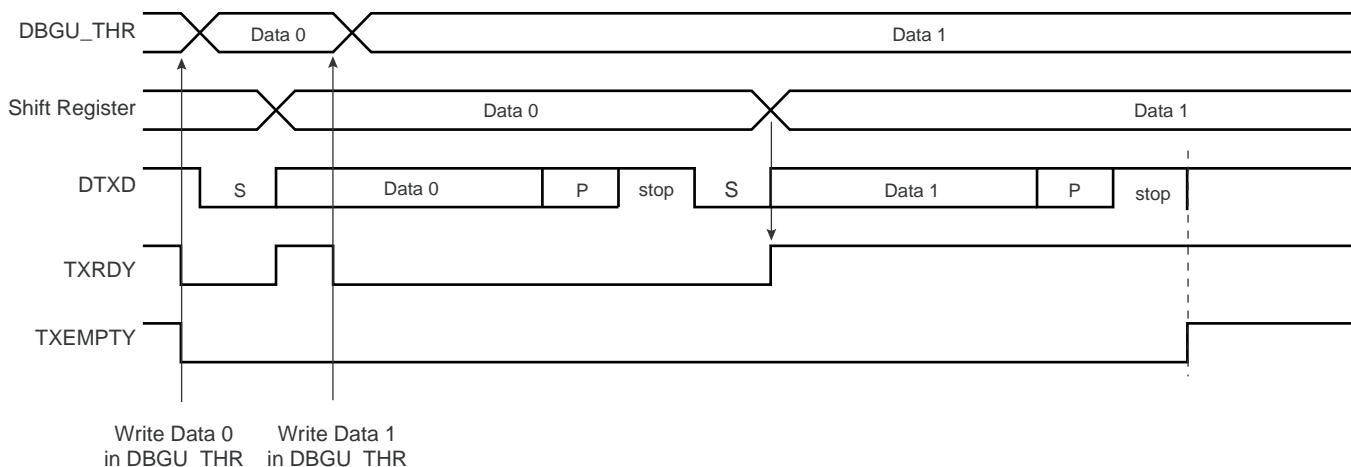 DBGU_THR
Data 0
Data 1
Shift Register
Data 0
Data 1
DTXD
S
Data 0
P
stop
S
Data 1
P
stop
TXRDY
TXEMPTY
Write Data 0
in DBGU_THR
Write Data 1
in DBGU_THR